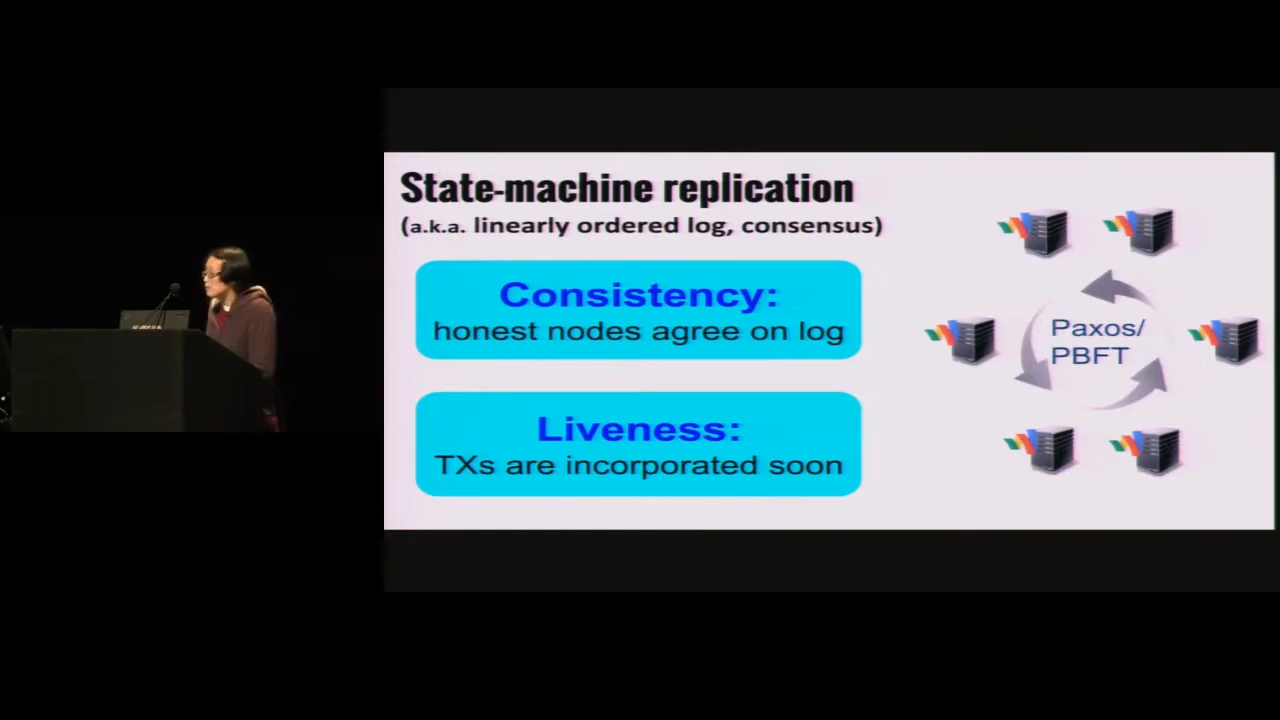 State-machine replication
(a.k.a. linearly ordered log, consensus)
Consistency:
honest nodes agree on log
Liveness:
TXs are incorporated soon
Paxos/
PBFT